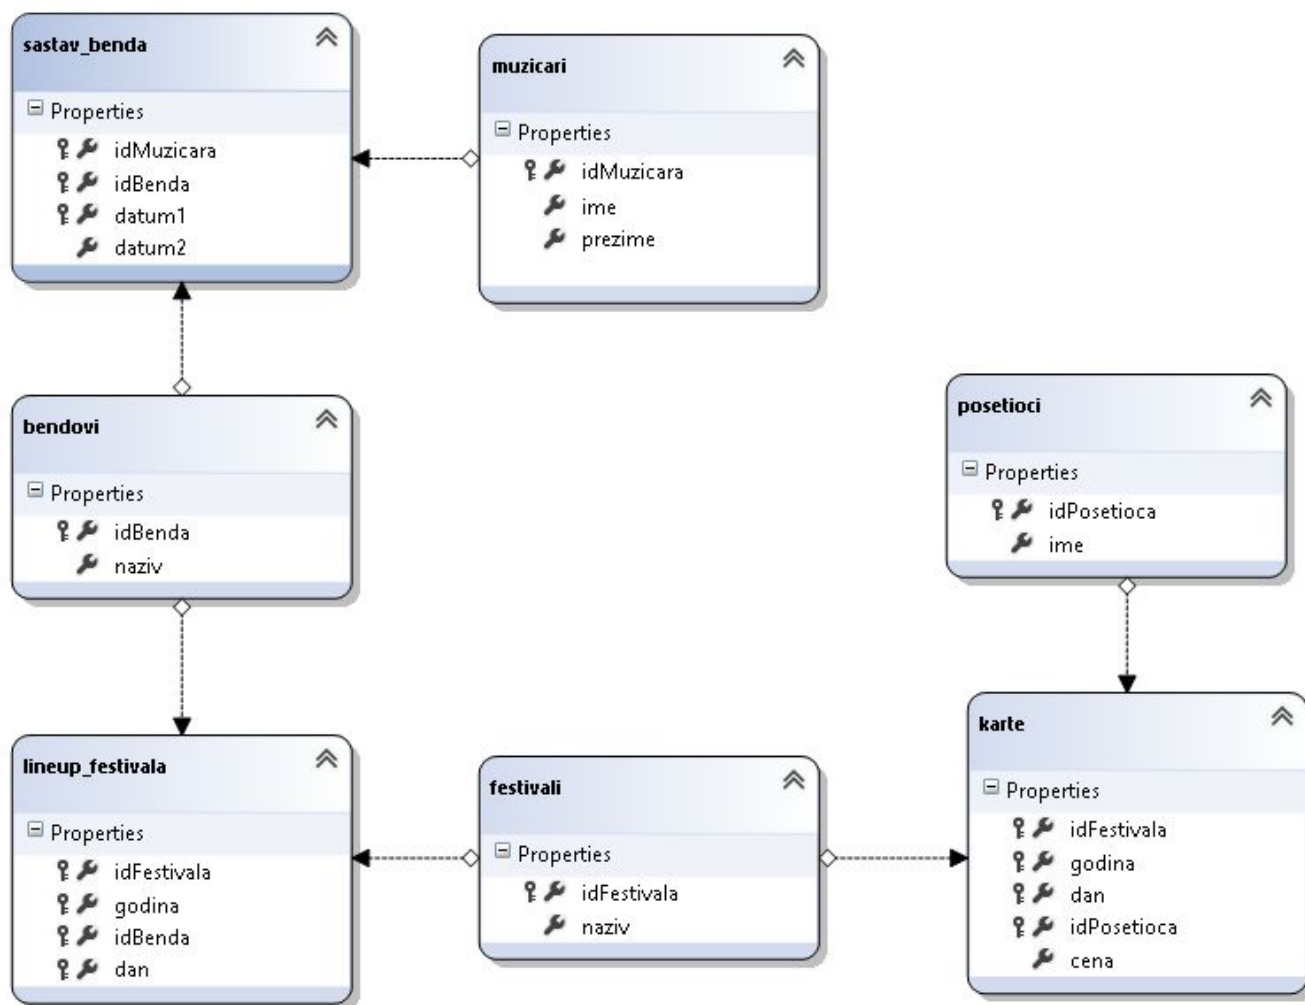 sastav_benda
Properties
idMuzicara
idBenda
datum1
datum2
muzicari
Properties
idMuzicara
ime
prezime
bendovi
Properties
idBenda
naziv
posetioci
Properties
idPosetioca
ime
lineup_festivala
Properties
idFestivala
godina
idBenda
dan
festivali
Properties
idFestivala
naziv
karte
Properties
idFestivala
godina
dan
idPosetioca
cena